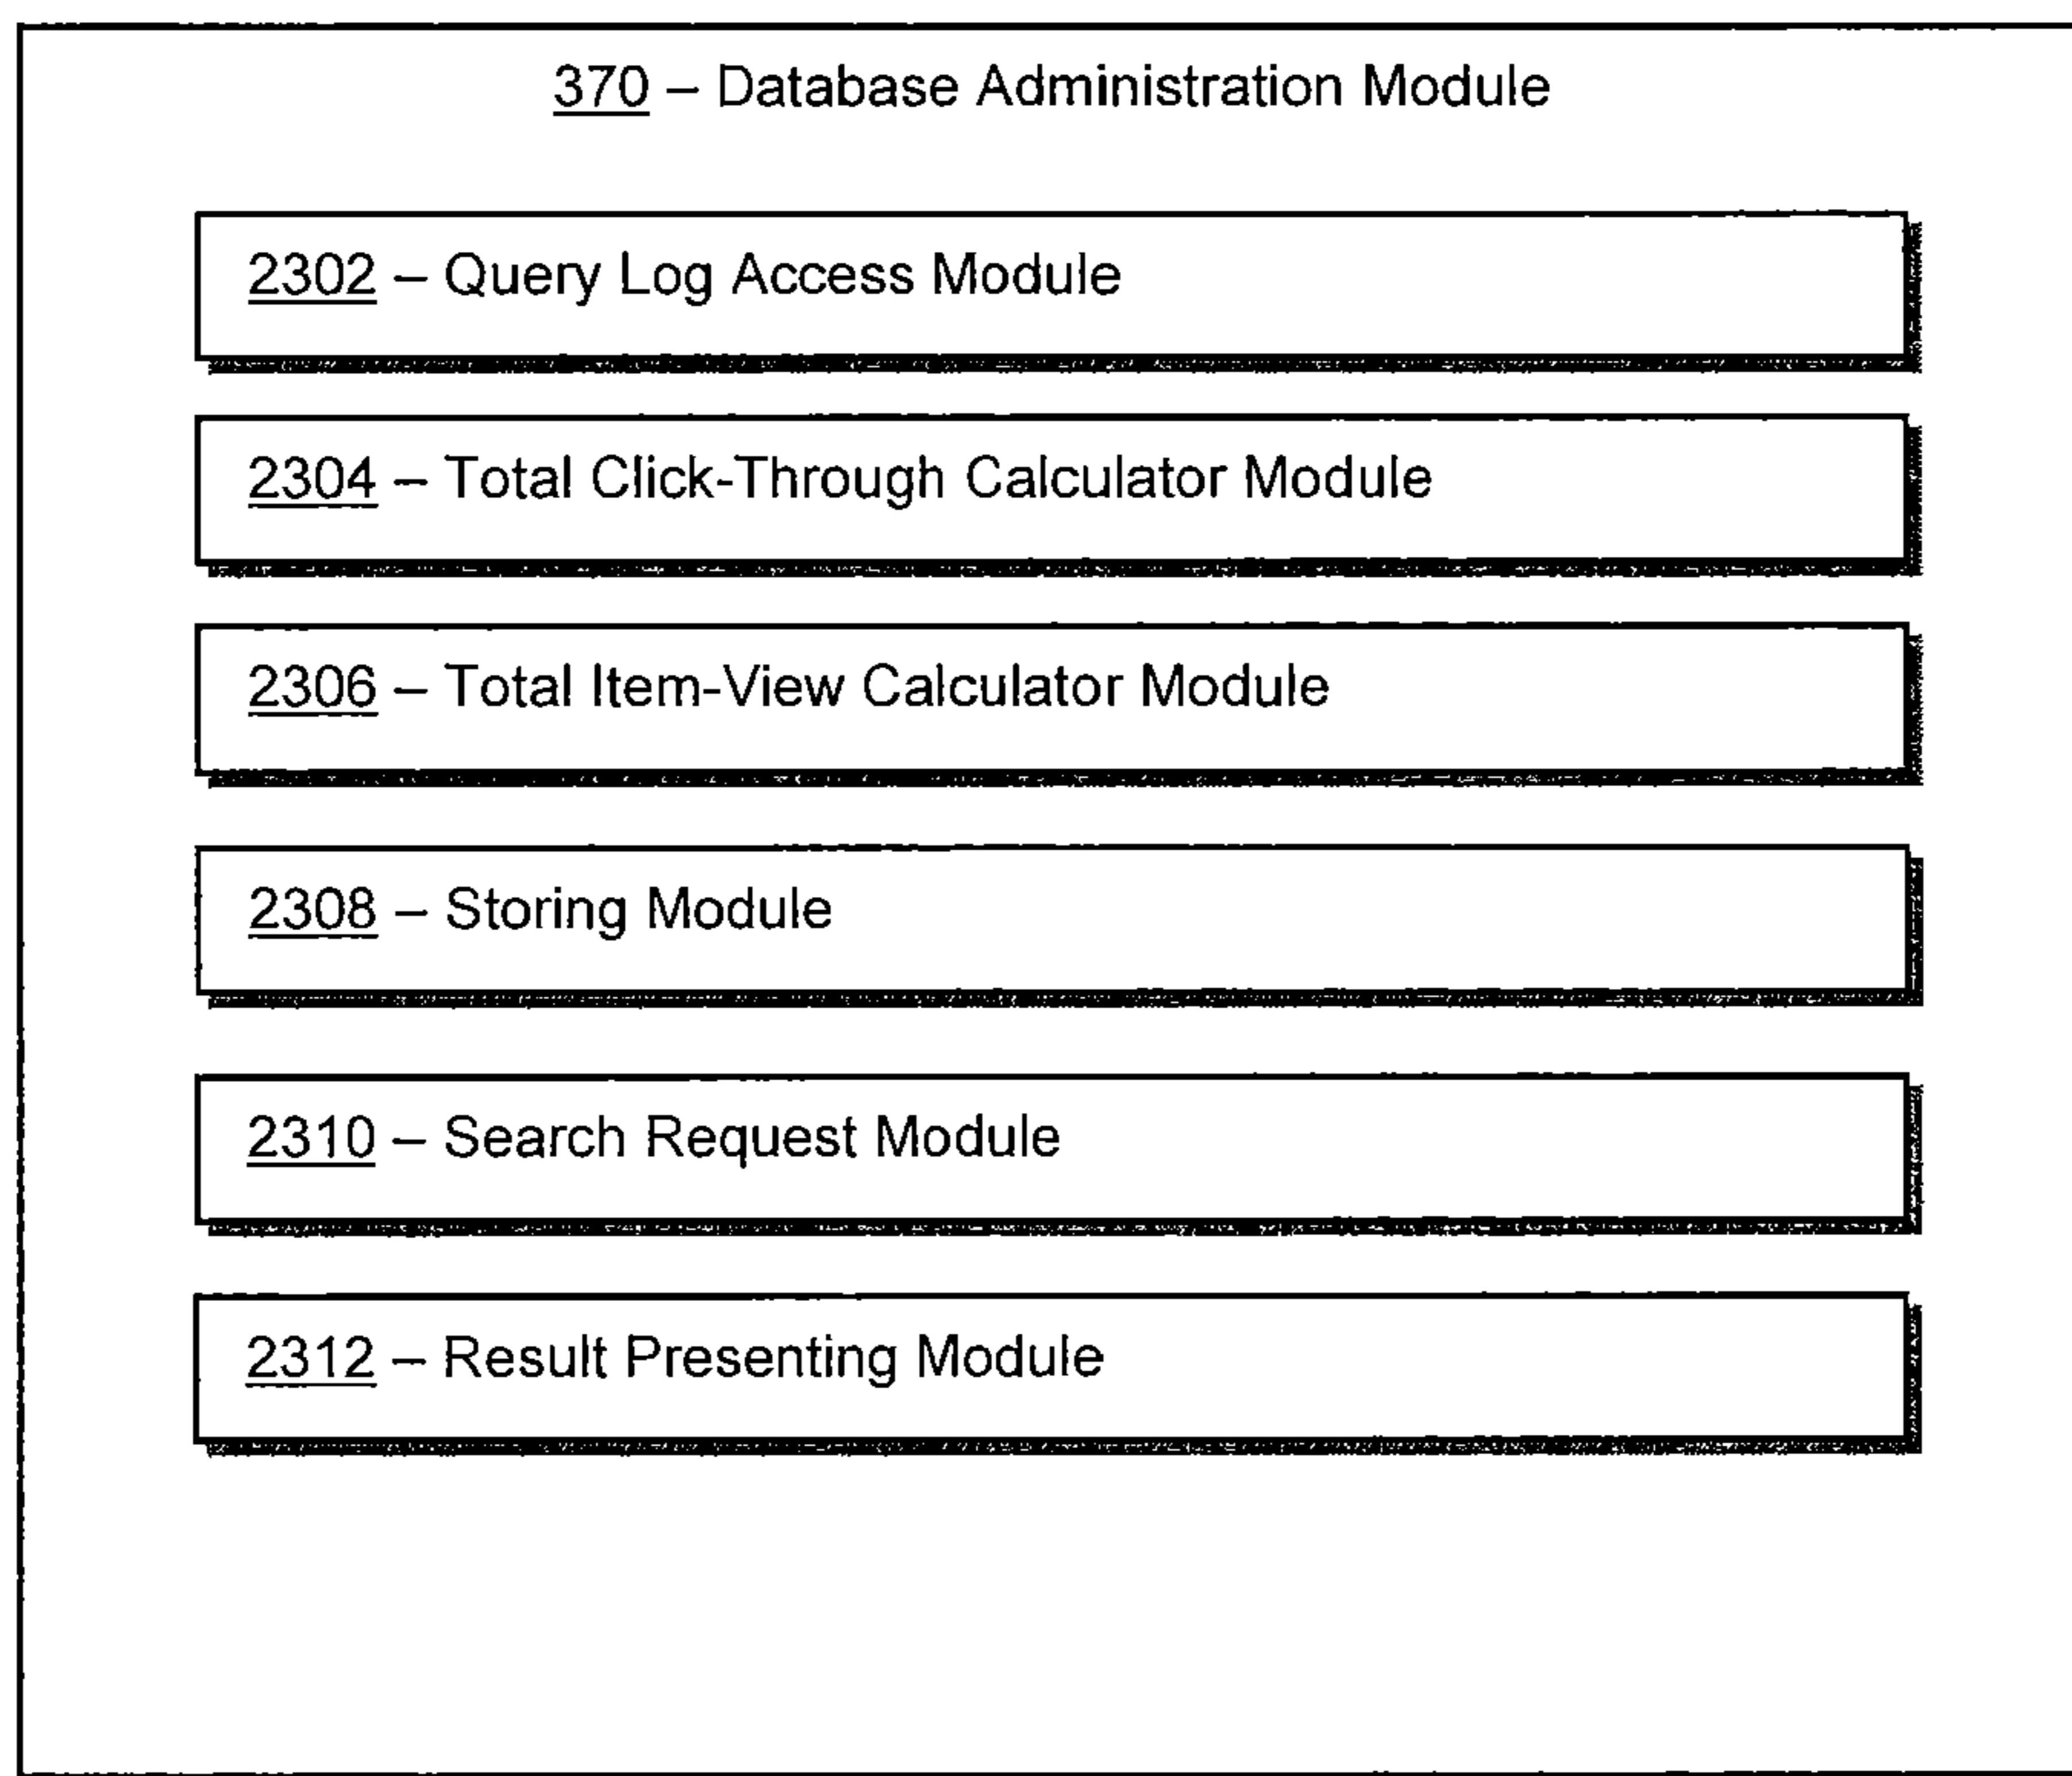 370 – Database Administration Module
2302 – Query Log Access Module
2304 – Total Click-Through Calculator Module
2306 – Total Item-View Calculator Module
2308 – Storing Module
2310 – Search Request Module
2312 – Result Presenting Module